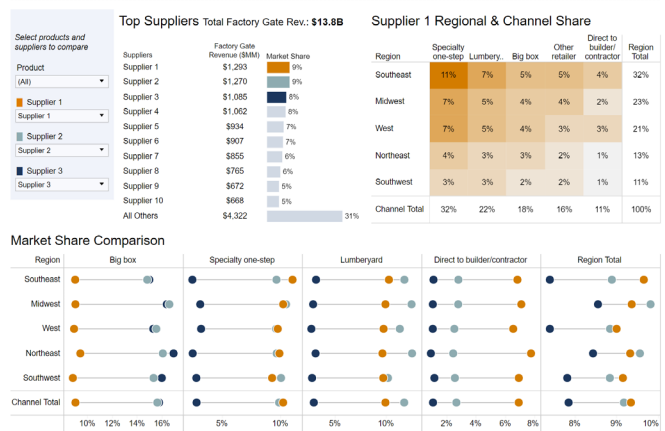 Top Suppliers Total Factory Gate Rev.: $13.8B
Select products and
suppliers to compare
Product
(All)
Supplier 1
Supplier 1
Supplier 2
Supplier 2
Supplier 3
Supplier 3
Suppliers Factory Gate Revenue ($MM) Market Share
Supplier 1 $1,293 9%
Supplier 2 $1,270 9%
Supplier 3 $1,085 8%
Supplier 4 $1,062 8%
Supplier 5 $934 7%
Supplier 6 $907 7%
Supplier 7 $855 6%
Supplier 8 $765 6%
Supplier 9 $672 5%
Supplier 10 $668 5%
All Others $4,322 31%
Supplier 1 Regional & Channel Share
Region Specialty one-step Lumbery.. Big box Other retailer Direct to builder/ contractor Region Total
Southeast 11% 7% 5% 5% 4% 32%
Midwest 7% 5% 4% 4% 2% 23%
West 7% 5% 4% 3% 3% 21%
Northeast 4% 3% 3% 2% 1% 13%
Southwest 3% 3% 2% 2% 1% 11%
Channel Total 32% 22% 18% 16% 11% 100%
Market Share Comparison
Region Big box Specialty one-step Lumberyard Direct to builder/contractor Region Total
Southeast
Midwest
West
Northeast
Southwest
Channel Total
10% 12% 14% 16% 5% 10% 5% 10% 2% 4% 6% 8% 8% 9% 10%